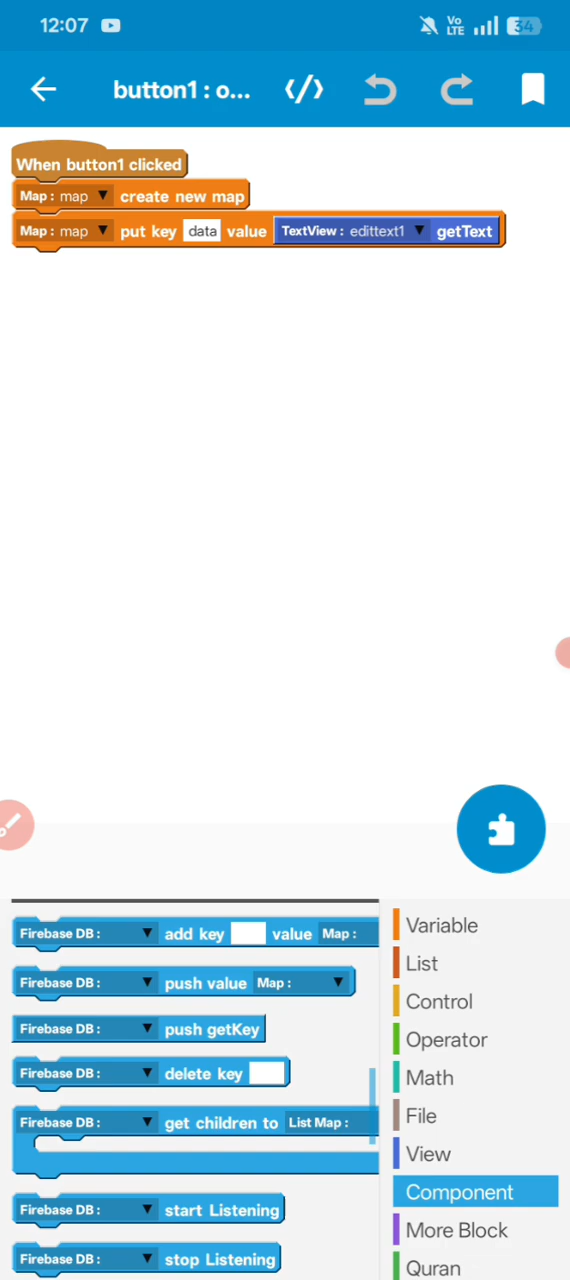 12:07 Vo LTE 34
button1 : o...
When button1 clicked
Map : map create new map
Map : map put key data value TextView : edittext1 getText
Firebase DB : add key value Map :
Firebase DB : push value Map :
Firebase DB : push getKey
Firebase DB : delete key
Firebase DB : get children to List Map :
Firebase DB : start Listening
Firebase DB : stop Listening
Variable
List
Control
Operator
Math
File
View
Component
More Block
Quran